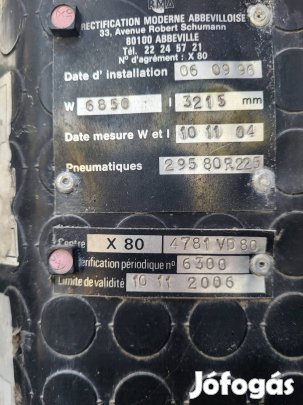 RECTIFICATION MODERNE ABBEVILLOISE
33, Avenue Robert Schumann
80100 ABBEVILLE
Tél. 22 24 57 21
N° d'agrément : X 80
Date d'installation 06 09 96
W 6850 l 3215 mm
Date mesure W et l 10 11 04
Pneumatiques 295 80R225
Centre X 80 4781 VD 80
Vérification périodique n° 6300
Limite de validité 10 11 2006
Jófogás